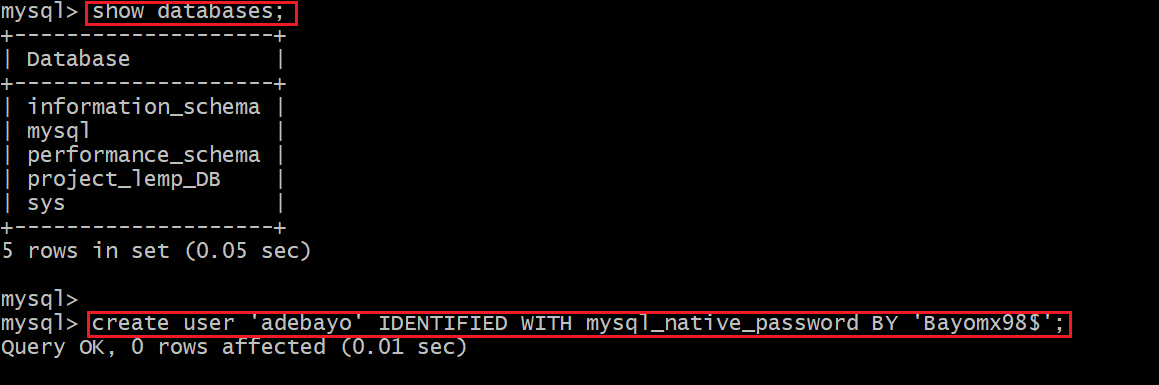 mysql> show databases;
+--------------------+
| Database           |
+--------------------+
| information_schema |
| mysql              |
| performance_schema |
| project_lemp_DB    |
| sys                |
+--------------------+
5 rows in set (0.05 sec)
mysql>
mysql> create user 'adebayo' IDENTIFIED WITH mysql_native_password BY 'Bayomx98$';
Query OK, 0 rows affected (0.01 sec)